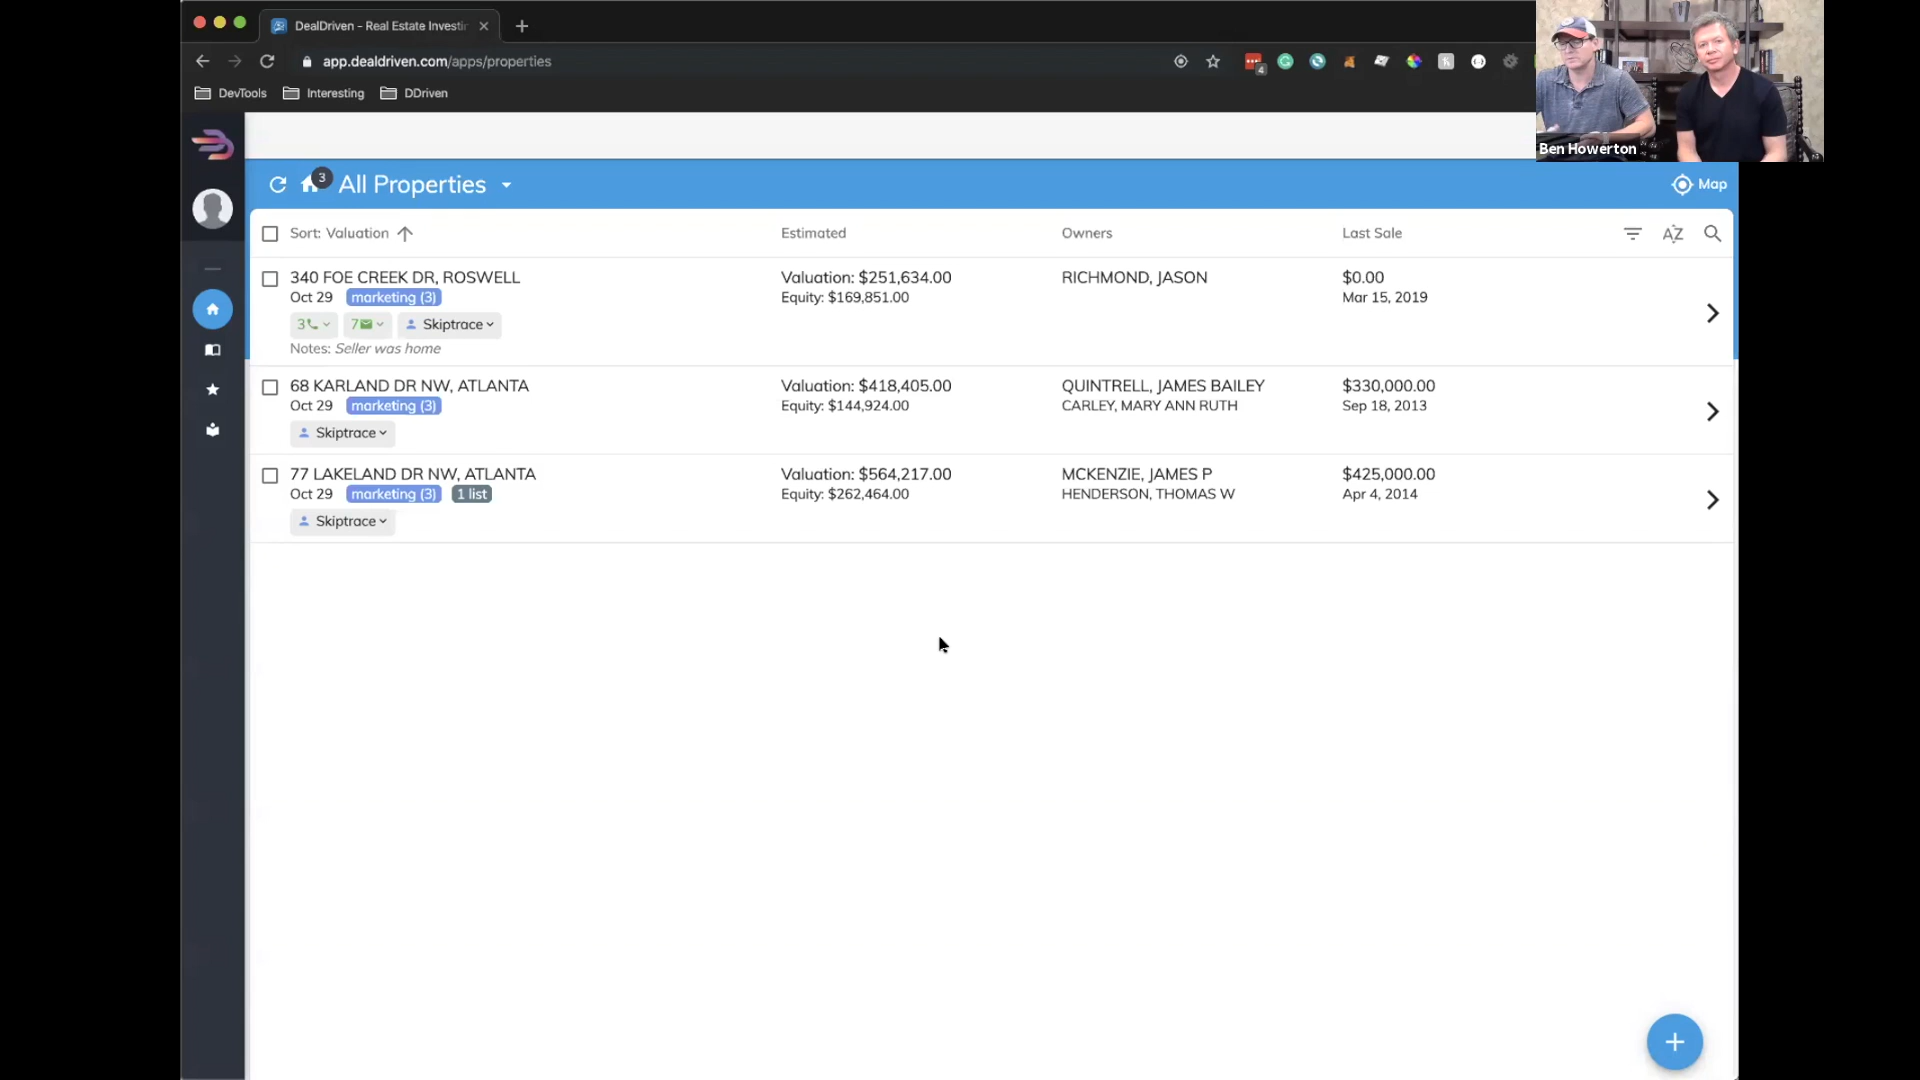 DealDriven - Real Estate Investi
app.dealdriven.com/apps/properties
4
DevTools
Interesting
DDriven
Ben Howerton
3
All Properties
Map
Sort: Valuation
Estimated
Owners
Last Sale
AZ
340 FOE CREEK DR, ROSWELL
Valuation: $251,634.00
RICHMOND, JASON
$0.00
Oct 29
marketing (3)
Equity: $169,851.00
Mar 15, 2019
3
7
Skiptrace
Notes: Seller was home
68 KARLAND DR NW, ATLANTA
Valuation: $418,405.00
QUINTRELL, JAMES BAILEY
$330,000.00
Oct 29
marketing (3)
Equity: $144,924.00
CARLEY, MARY ANN RUTH
Sep 18, 2013
Skiptrace
77 LAKELAND DR NW, ATLANTA
Valuation: $564,217.00
MCKENZIE, JAMES P
$425,000.00
Oct 29
marketing (3)
1 list
Equity: $262,464.00
HENDERSON, THOMAS W
Apr 4, 2014
Skiptrace